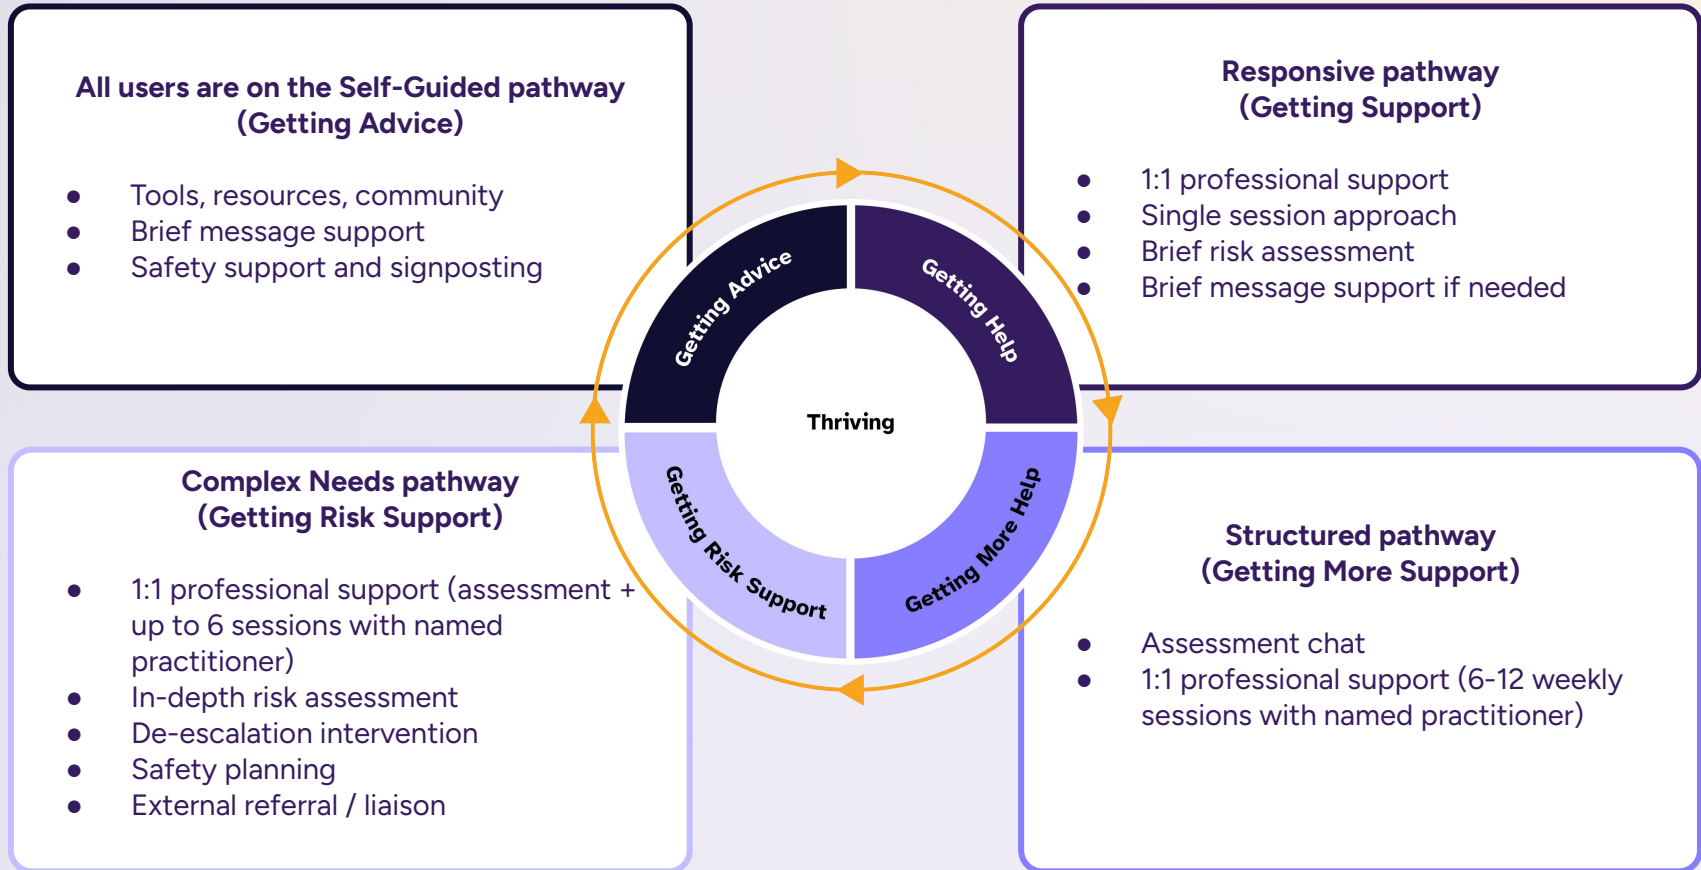 All users are on the Self-Guided pathway
(Getting Advice)
● Tools, resources, community
● Brief message support
● Safety support and signposting
Responsive pathway
(Getting Support)
● 1:1 professional support
● Single session approach
● Brief risk assessment
● Brief message support if needed
Getting Advice
Getting Help
Thriving
Getting Risk Support
Getting More Help
Complex Needs pathway
(Getting Risk Support)
● 1:1 professional support (assessment +
up to 6 sessions with named
practitioner)
● In-depth risk assessment
● De-escalation intervention
● Safety planning
● External referral / liaison
Structured pathway
(Getting More Support)
● Assessment chat
● 1:1 professional support (6-12 weekly
sessions with named practitioner)